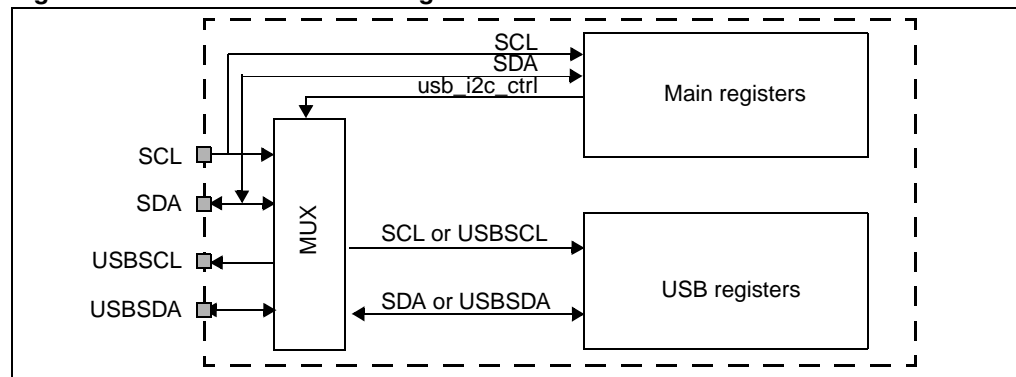 SCL
SDA
usb_i2c_ctrl
Main registers
SCL
SDA
MUX
SCL or USBSCL
USBSCL
USB registers
SDA or USBSDA
USBSDA